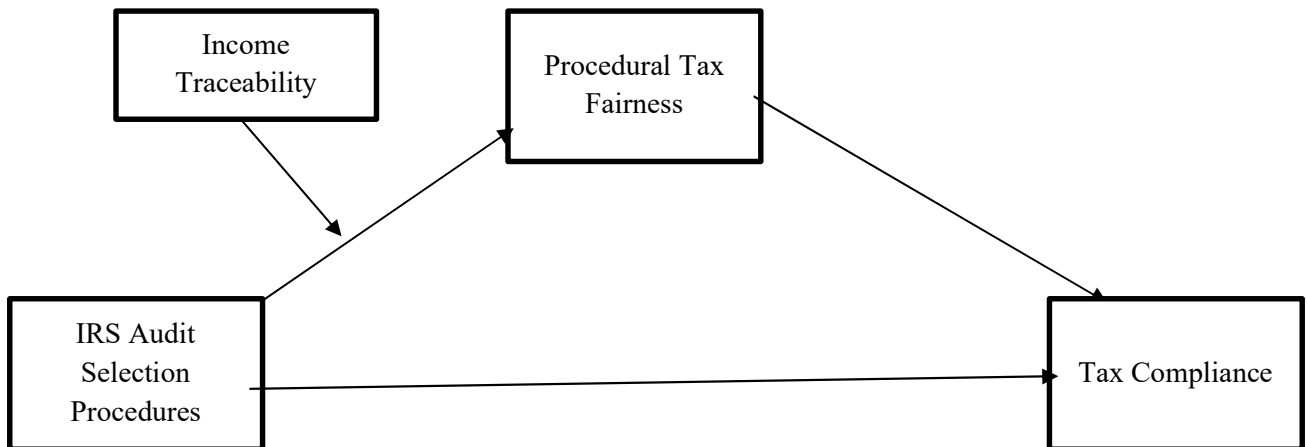 Income
Traceability
Procedural Tax
Fairness
IRS Audit
Selection
Procedures
Tax Compliance